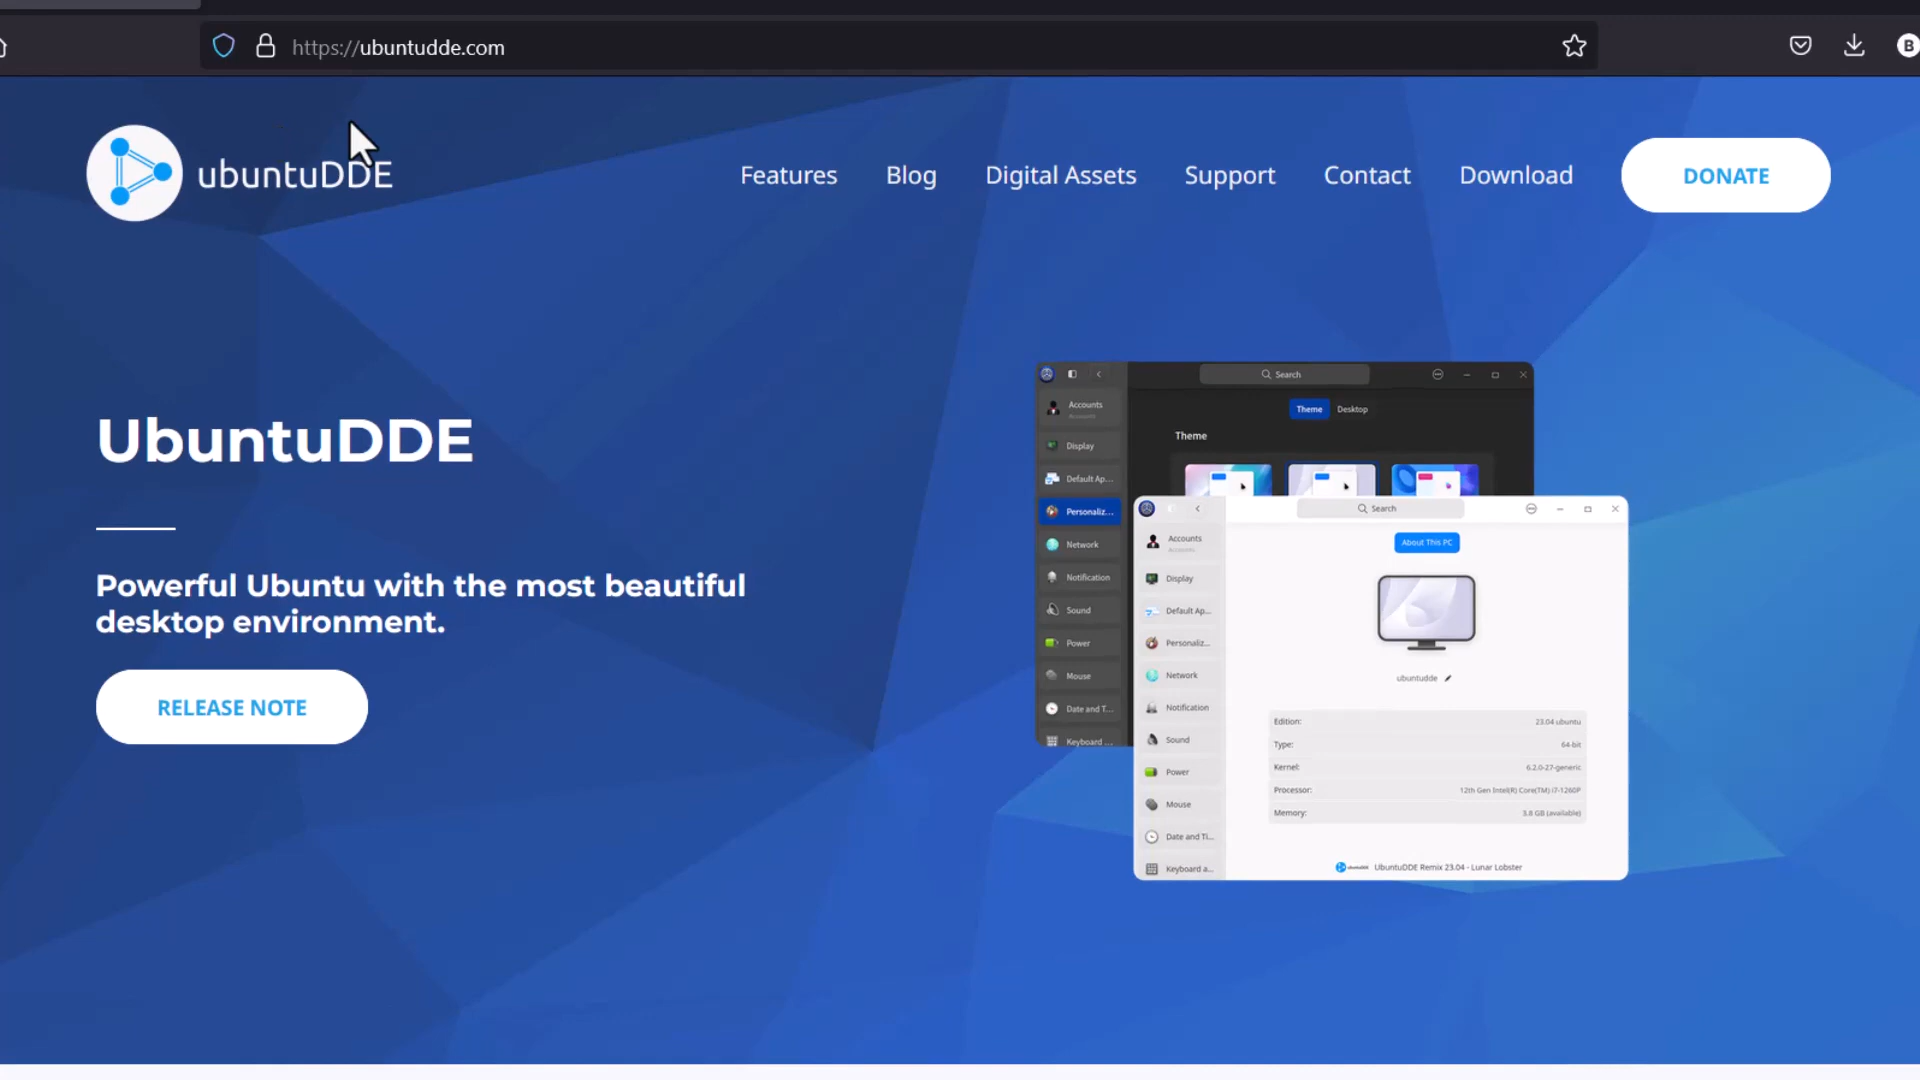 https://ubuntudde.com
B
ubuntuDDE
Features
Blog
Digital Assets
Support
Contact
Download
DONATE
UbuntuDDE
Powerful Ubuntu with the most beautiful
desktop environment.
RELEASE NOTE
Search
Accounts
Accounts
Display
Default Ap...
Personaliz...
Network
Notification
Sound
Power
Mouse
Date and T...
Keyboard ...
Theme
Desktop
Theme
Search
Accounts
Accounts
Display
Default Ap...
Personaliz...
Network
Notification
Sound
Power
Mouse
Date and Ti...
Keyboard a...
About This PC
ubuntudde
Edition: 23.04 ubuntu
Type: 64-bit
Kernel: 6.2.0-27-generic
Processor: 12th Gen Intel(R) Core(TM) i7-1260P
Memory: 3.8 GB (available)
ubuntudde UbuntuDDE Remix 23.04 - Lunar Lobster